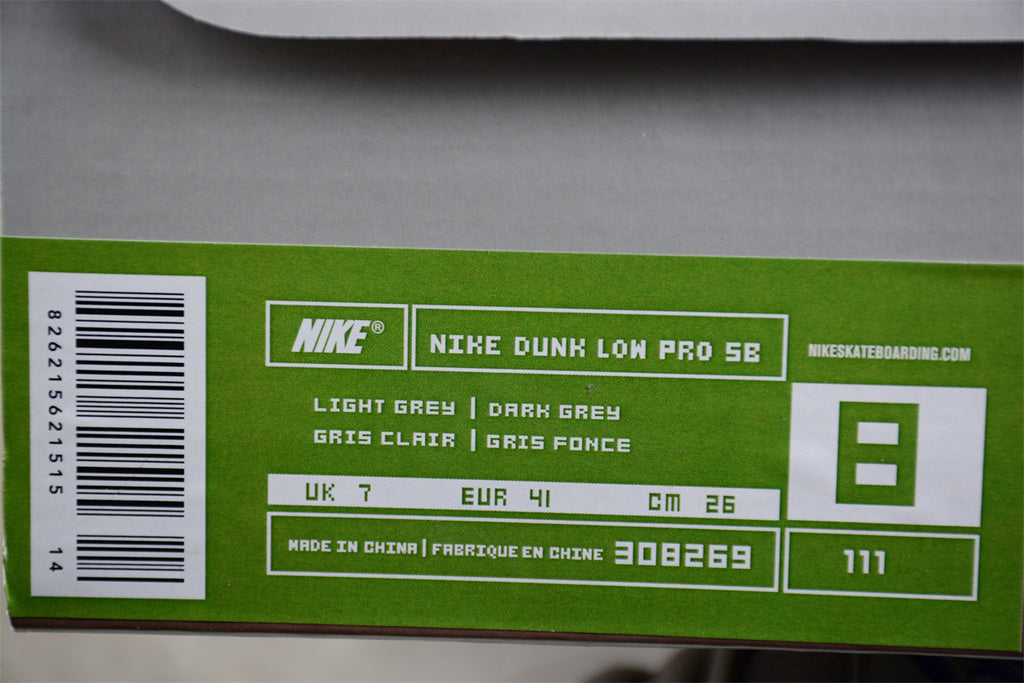 NIKE®
NIKE DUNK LOW PRO SB
NIKESKATEBOARDING.COM
LIGHT GREY | DARK GREY
GRIS CLAIR | GRIS FONCE
8
UK 7 EUR 41 CM 26
MADE IN CHINA | FABRIQUE EN CHINE 308269
111
826215621515 14